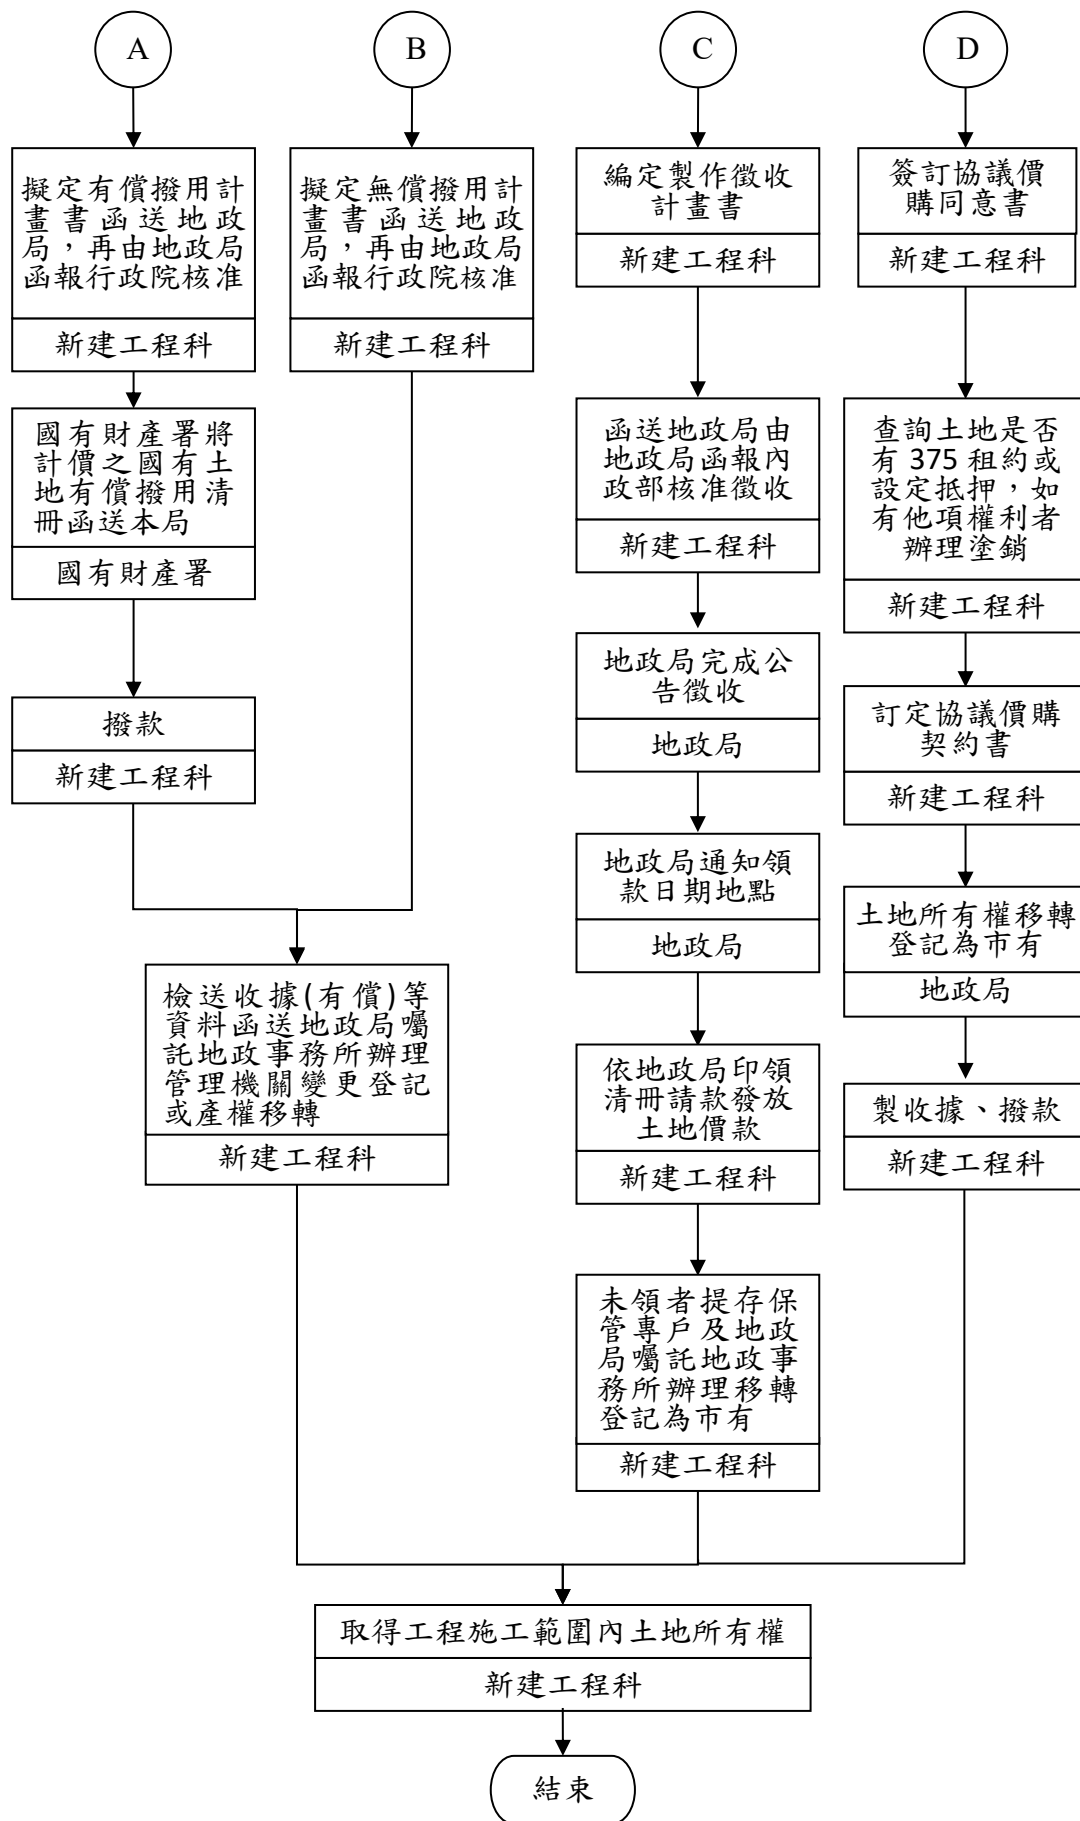 A
B
C
D
擬定有償撥用計
畫書函送地政
局，再由地政局
函報行政院核准
新建工程科
國有財產署將
計價之國有土
地有償撥用清
冊函送本局
國有財產署
撥款
新建工程科
擬定無償撥用計
畫書函送地政
局，再由地政局
函報行政院核准
新建工程科
檢送收據(有償)等
資料函送地政局囑
託地政事務所辦理
管理機關變更登記
或產權移轉
新建工程科
編定製作徵收
計畫書
新建工程科
函送地政局由
地政局函報內
政部核准徵收
新建工程科
地政局完成公
告徵收
地政局
地政局通知領
款日期地點
地政局
依地政局印領
清冊請款發放
土地價款
新建工程科
未領者提存保
管專戶及地政
局囑託地政事
務所辦理移轉
登記為市有
新建工程科
簽訂協議價
購同意書
新建工程科
查詢土地是否
有 375 租約或
設定抵押，如
有他項權利者
辦理塗銷
新建工程科
訂定協議價購
契約書
新建工程科
土地所有權移轉
登記為市有
地政局
製收據、撥款
新建工程科
取得工程施工範圍內土地所有權
新建工程科
結束